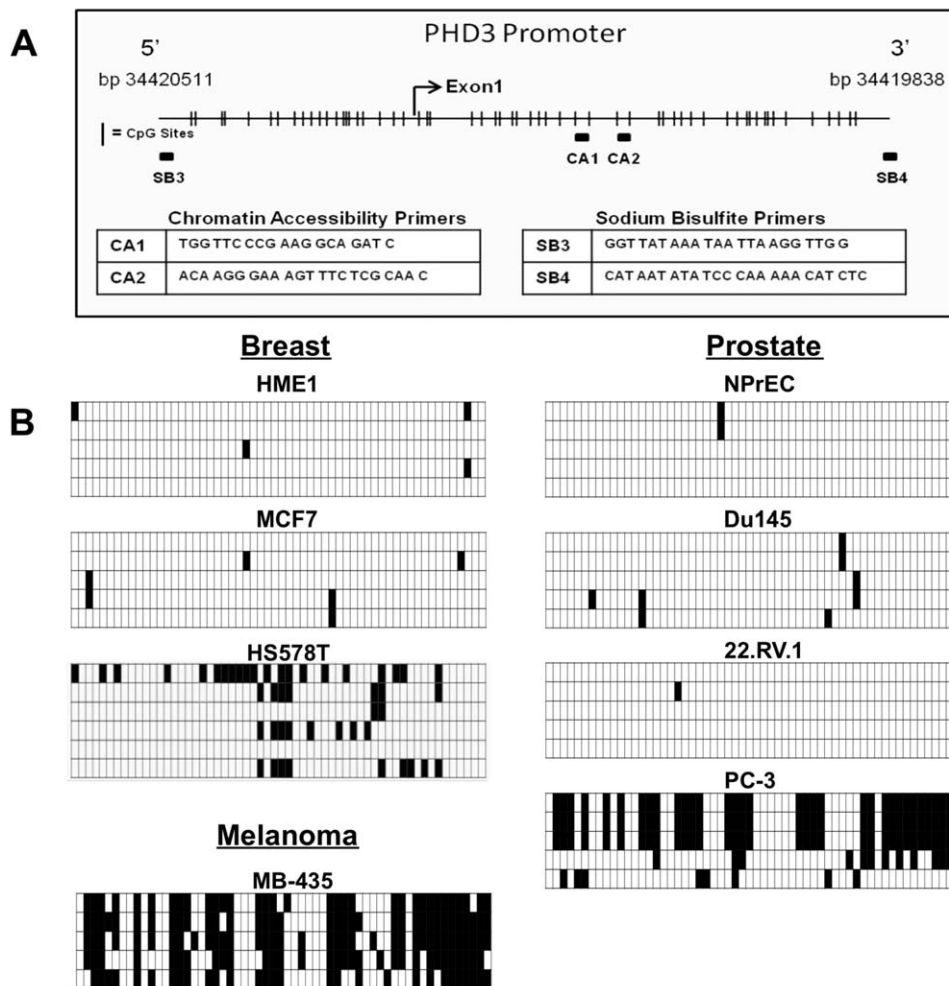 A
PHD3 Promoter
5’
3’
bp 34420511
bp 34419838
Exon1
= CpG Sites
SB3
CA1
CA2
SB4
Chromatin Accessibility Primers
Sodium Bisulfite Primers
CA1 TGG TTC CCG AAG GCA GAT C
SB3 GGT TAT AAA TAA TTA AGG TTG G
CA2 ACA AGG GAA AGT TTC TCG CAA C
SB4 CAT AAT ATA TCC CAA AAA CAT CTC
Breast
Prostate
HME1
NPrEC
B
MCF7
Du145
HS578T
22.RV.1
PC-3
Melanoma
MB-435